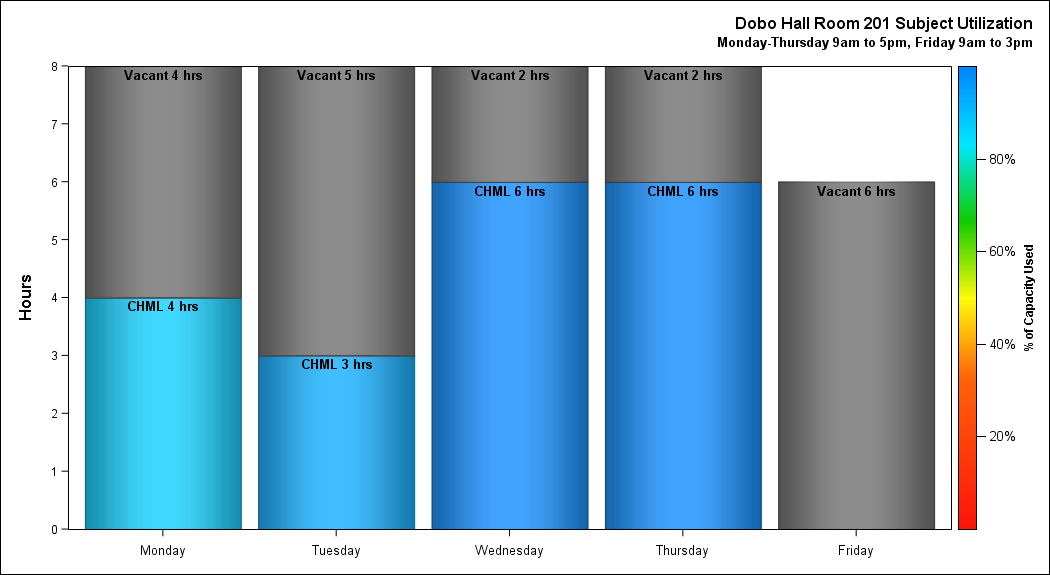 Dobo Hall Room 201 Subject Utilization
Monday-Thursday 9am to 5pm, Friday 9am to 3pm
8
7
6
5
4
3
2
1
0
Hours
Vacant 4 hrs
CHML 4 hrs
Vacant 5 hrs
CHML 3 hrs
Vacant 2 hrs
CHML 6 hrs
Vacant 2 hrs
CHML 6 hrs
Vacant 6 hrs
Monday
Tuesday
Wednesday
Thursday
Friday
80%
60%
40%
20%
% of Capacity Used